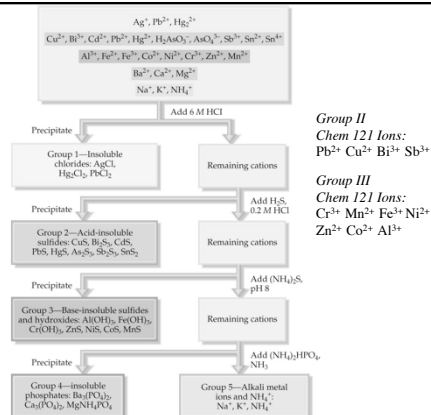 Ag⁺, Pb²⁺, Hg₂²⁺
Cu²⁺, Bi³⁺, Cd²⁺, Pb²⁺, Hg²⁺, H₂AsO₃⁻, AsO₄³⁻, Sb³⁺, Sn²⁺, Sn⁴⁺
Al³⁺, Fe²⁺, Fe³⁺, Co²⁺, Ni²⁺, Cr³⁺, Zn²⁺, Mn²⁺
Ba²⁺, Ca²⁺, Mg²⁺
Na⁺, K⁺, NH₄⁺
Add 6 M HCl
Precipitate
Group 1—Insoluble
chlorides: AgCl,
Hg₂Cl₂, PbCl₂
Remaining cations
Add H₂S,
0.2 M HCl
Precipitate
Group 2—Acid-insoluble
sulfides: CuS, Bi₂S₃, CdS,
PbS, HgS, As₂S₃, Sb₂S₃, SnS₂
Remaining cations
Add (NH₄)₂S,
pH 8
Precipitate
Group 3—Base-insoluble sulfides
and hydroxides: Al(OH)₃, Fe(OH)₃,
Cr(OH)₃, ZnS, NiS, CoS, MnS
Remaining cations
Add (NH₄)₂HPO₄,
NH₃
Precipitate
Group 4—insoluble
phosphates: Ba₃(PO₄)₂,
Ca₃(PO₄)₂, MgNH₄PO₄
Group 5—Alkali metal
ions and NH₄⁺:
Na⁺, K⁺, NH₄⁺
Group II
Chem 121 Ions:
Pb²⁺ Cu²⁺ Bi³⁺ Sb³⁺
Group III
Chem 121 Ions:
Cr³⁺ Mn²⁺ Fe³⁺ Ni²⁺
Zn²⁺ Co²⁺ Al³⁺